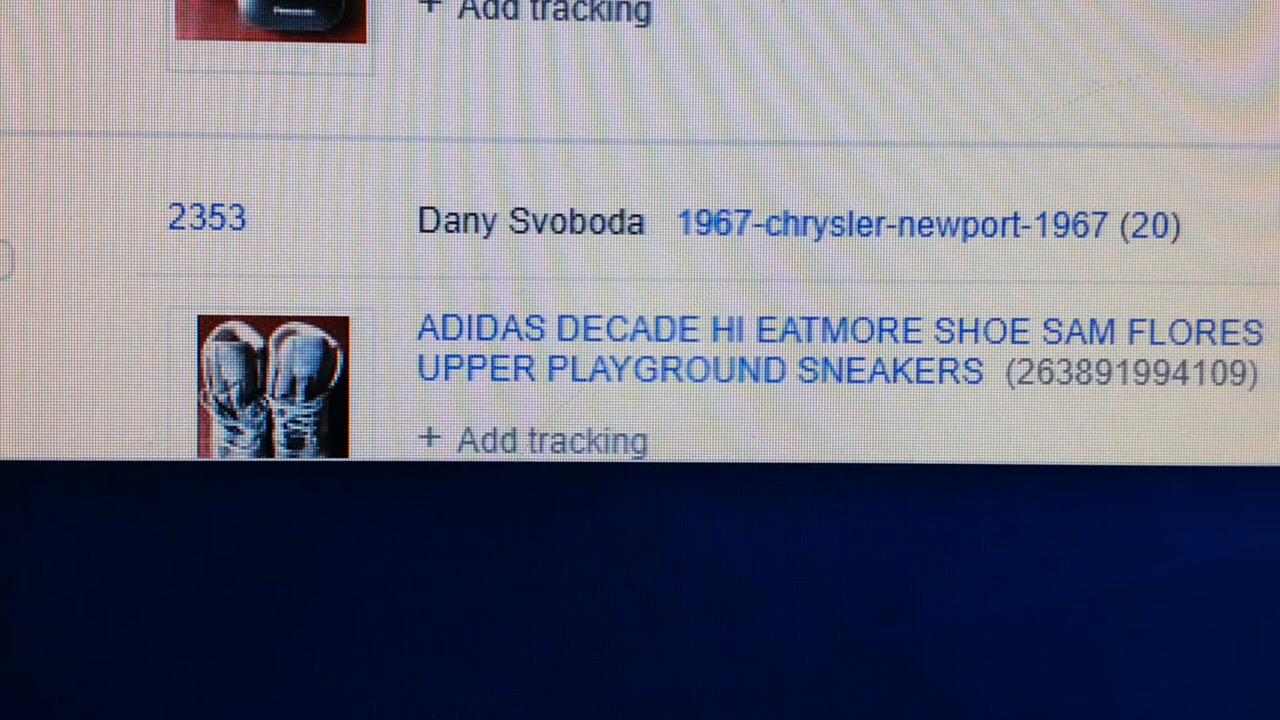 + Add tracking
2353
Dany Svoboda 1967-chrysler-newport-1967 (20)
ADIDAS DECADE HI EATMORE SHOE SAM FLORES
UPPER PLAYGROUND SNEAKERS (263891994109)
+ Add tracking